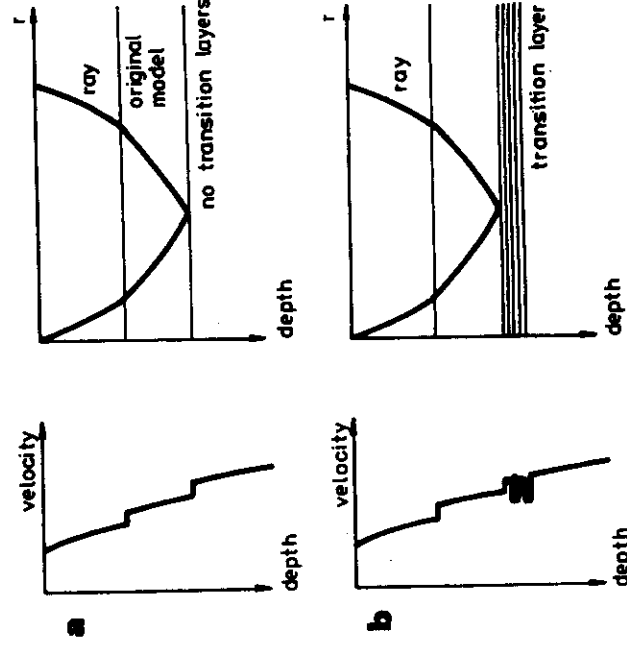 a
velocity
depth
r
ray
original
model
no transition layers
depth
b
velocity
depth
r
ray
transition layer
depth